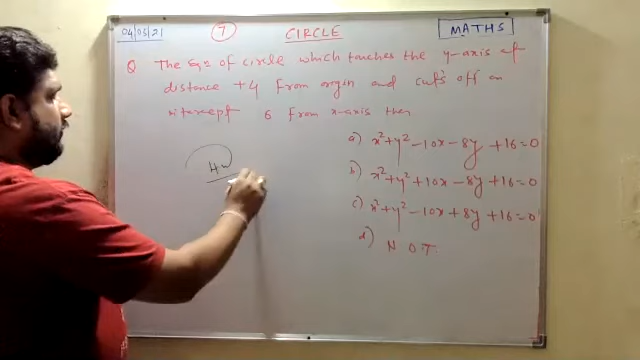 04/05/21
7
CIRCLE
MATHS
Q The Eqn of circle which touches the y-axis at
distance +4 from origin and cuts off an
intercept 6 from x-axis then
a) x²+y²-10x-8y+16=0
b) x²+y²+10x-8y+16=0
c) x²+y²-10x+8y+16=0
d) N O T
Hw